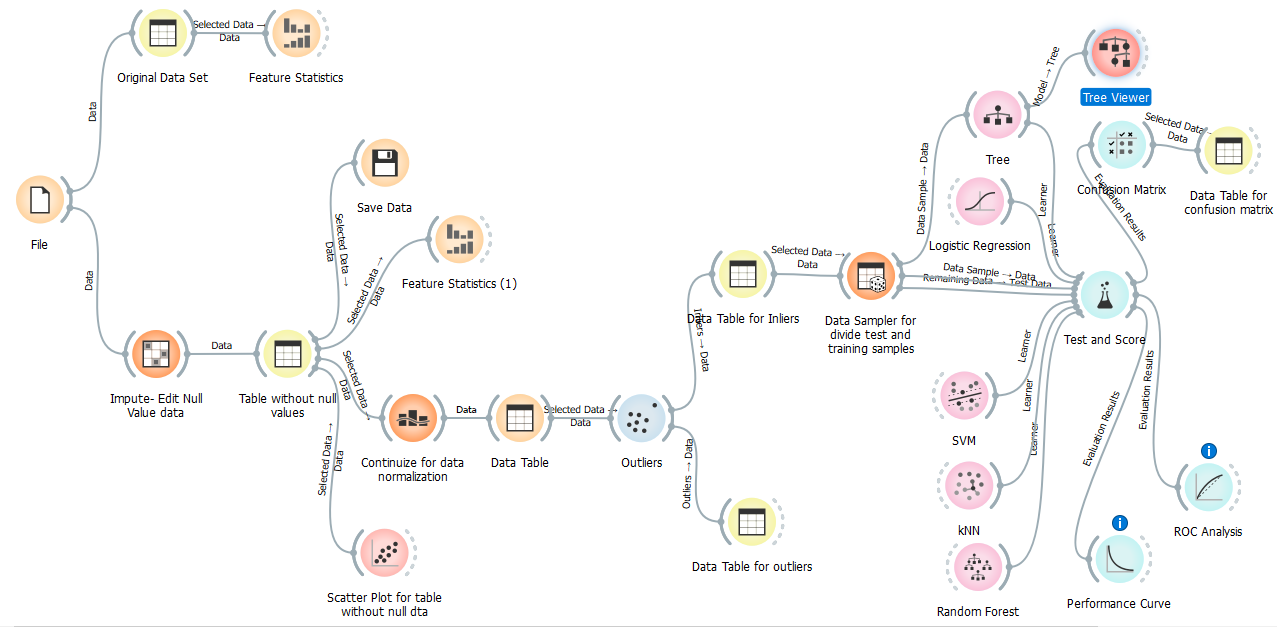 Selected Data →
Data
Original Data Set
Feature Statistics
Data
File
Data
Impute- Edit Null
Value data
Data
Table without null
values
Selected Data →
Data
Save Data
Selected Data →
Data
Feature Statistics (1)
Selected Data →
Data
Continuize for data
normalization
Selected Data →
Data
Scatter Plot for table
without null dta
Data
Data Table
Selected Data →
Data
Outliers
Inliers → Data
Data Table for Inliers
Outliers → Data
Data Table for outliers
Selected Data →
Data
Data Sampler for
divide test and
training samples
Data Sample → Data
Tree
Model → Tree
Tree Viewer
Learner
Logistic Regression
Learner
Data Sample → Data
Remaining Data → Test Data
Test and Score
Learner
SVM
Learner
kNN
Learner
Random Forest
Evaluation Results
Confusion Matrix
Selected Data →
Data
Data Table for
confusion matrix
Evaluation Results
Performance Curve
Evaluation Results
ROC Analysis
i
i